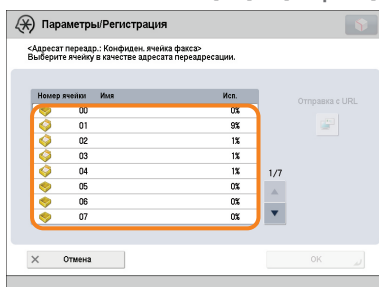 Параметры/Регистрация
<Адресат переадр.: Конфиден. ячейка факса>
Выберите ячейку в качестве адресата переадресации.
Номер ячейки Имя Исп.
00 0%
01 9%
02 1%
03 1%
04 1%
05 0%
06 0%
07 0%
Отправка с URL
1/7
Отмена
OK